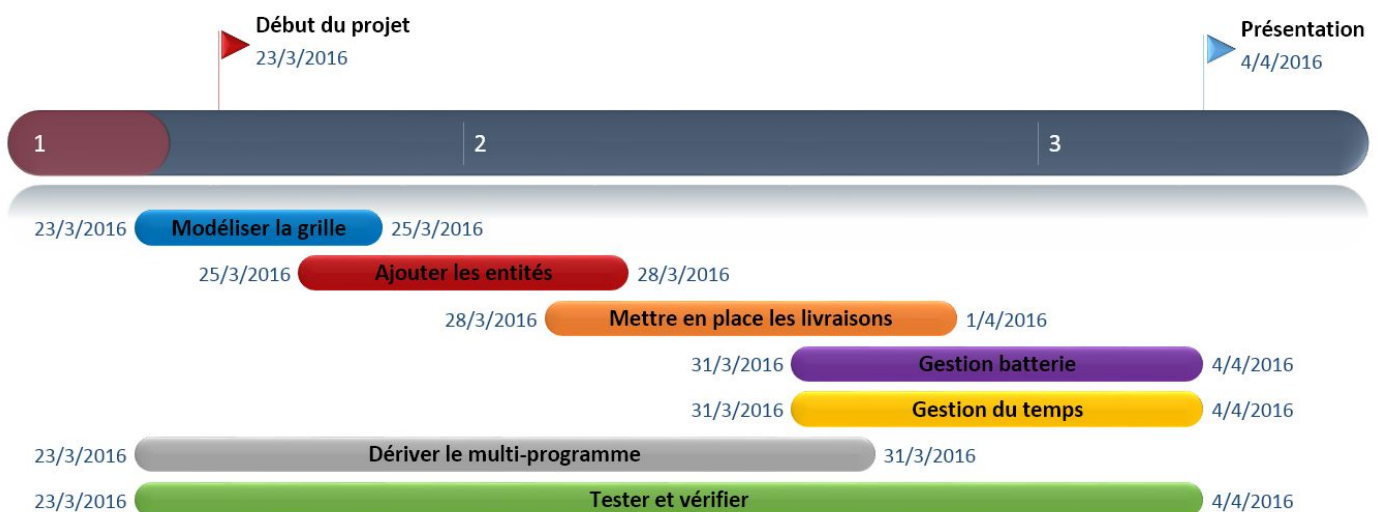 Début du projet
23/3/2016
Présentation
4/4/2016
1 2 3
23/3/2016 Modéliser la grille 25/3/2016
25/3/2016 Ajouter les entités 28/3/2016
28/3/2016 Mettre en place les livraisons 1/4/2016
31/3/2016 Gestion batterie 4/4/2016
31/3/2016 Gestion du temps 4/4/2016
23/3/2016 Dériver le multi-programme 31/3/2016
23/3/2016 Tester et vérifier 4/4/2016